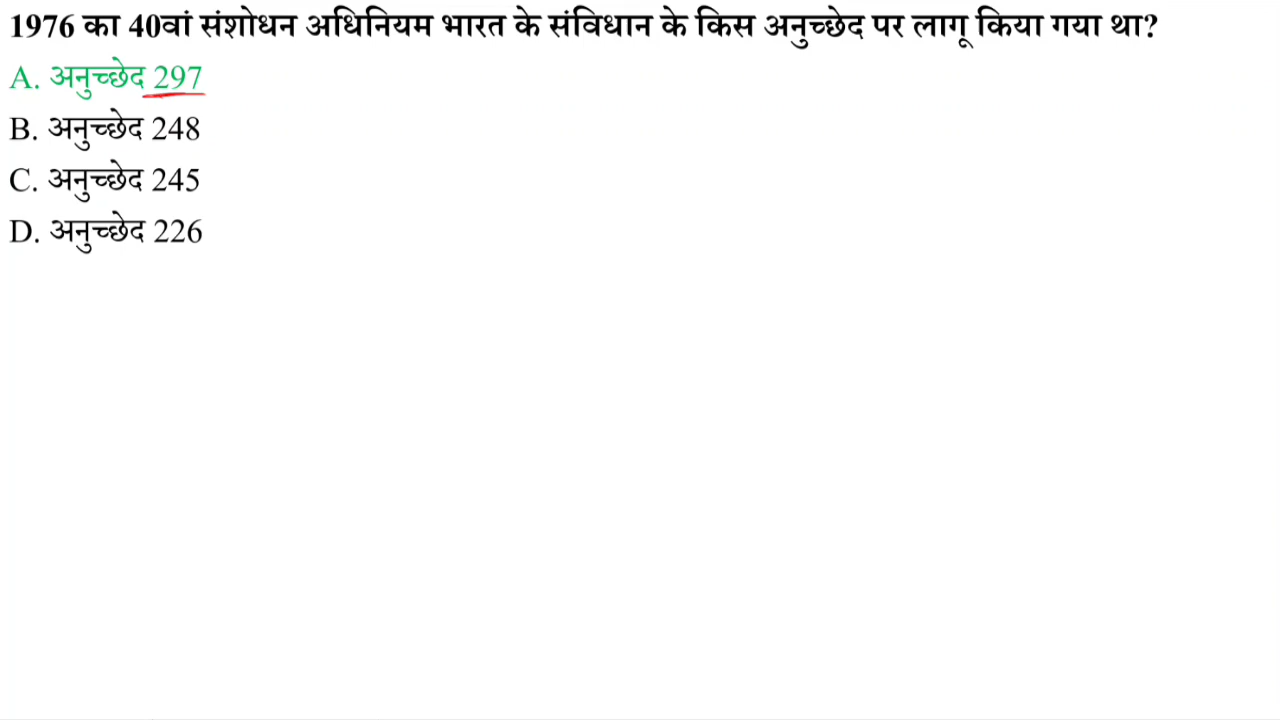 1976 का 40वां संशोधन अधिनियम भारत के संविधान के किस अनुच्छेद पर लागू किया गया था?
A. अनुच्छेद 297
B. अनुच्छेद 248
C. अनुच्छेद 245
D. अनुच्छेद 226